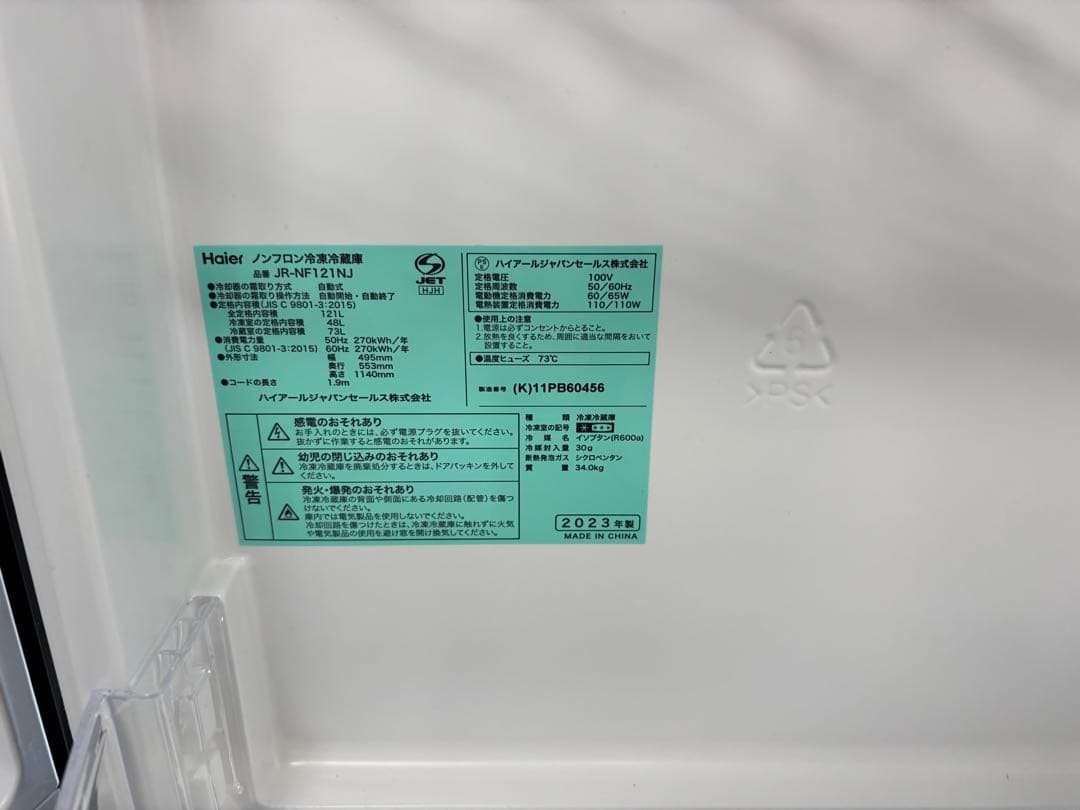 Haier ノンフロン冷凍冷蔵庫
品番 JR-NF121NJ
JET
HJH
●冷却器の霜取り方式 自動式
●冷却器の霜取り操作方法 自動開始・自動終了
●定格内容積(JIS C 9801-3:2015)
全定格内容積 121L
冷凍室の定格内容積 48L
冷蔵室の定格内容積 73L
●消費電力量 50Hz 270kWh/年
(JIS C 9801-3:2015) 60Hz 270kWh/年
●外形寸法 幅 495mm
奥行 553mm
高さ 1140mm
●コードの長さ 1.9m
ハイアールジャパンセールス株式会社
PS
E
ハイアールジャパンセールス株式会社
定格電圧 100V
定格周波数 50/60Hz
電動機定格消費電力 60/65W
電熱装置定格消費電力 110/110W
●使用上の注意
1.電源は必ずコンセントからとること。
2.放熱を良くするため、周囲に適当な間隔をおいて
設置すること。
●温度ヒューズ 73℃
製造番号 (K)11PB60456
警告
感電のおそれあり
お手入れのときには、必ず電源プラグを抜いてください。
抜かずに作業すると感電のおそれがあります。
幼児の閉じ込みのおそれあり
冷凍冷蔵庫を廃棄処分するときは、ドアパッキンを外して
ください。
発火・爆発のおそれあり
冷凍冷蔵庫の背面や側面にある冷却回路(配管)を傷つ
けないでください。
庫内では電気製品を使用しないでください。
冷却回路を傷つけたときは、冷凍冷蔵庫に触れずに火気
や電気製品の使用を避け窓を開け換気してください。
種類 冷凍冷蔵庫
冷凍室の記号
冷媒名 イソブタン(R600a)
冷媒封入量 30g
断熱発泡ガス シクロペンタン
質量 34.0kg
2023年製
MADE IN CHINA
6
>PS<